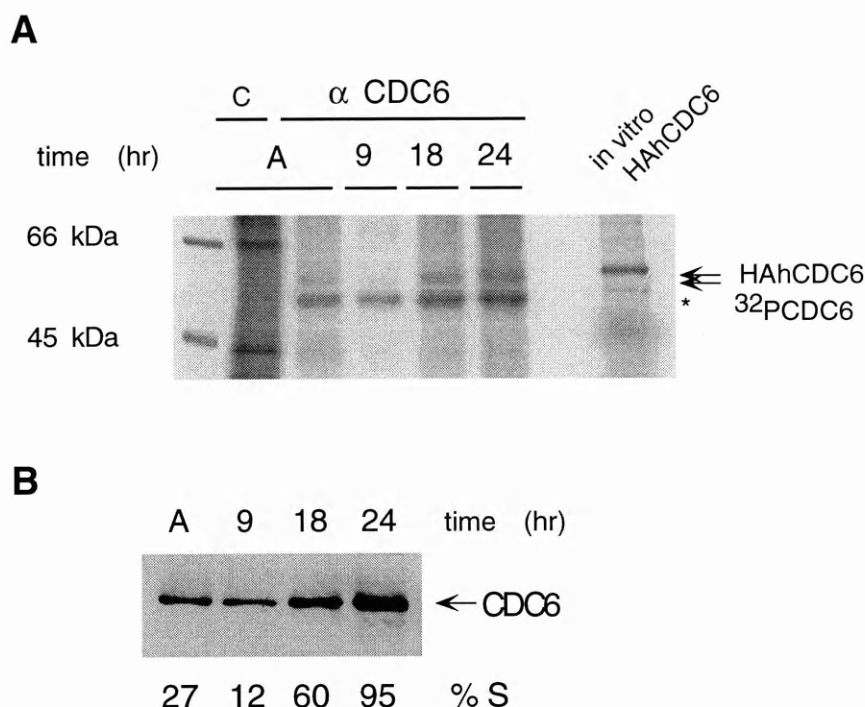 A
C α CDC6
time (hr) A 9 18 24 in vitro HAhCDC6
66 kDa
HAhCDC6
* 32PCDC6
45 kDa
B
A 9 18 24 time (hr)
CDC6
27 12 60 95 % S